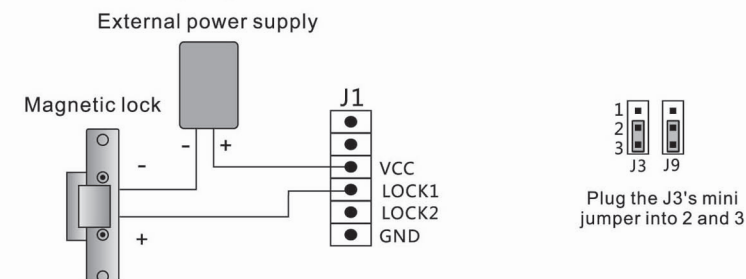 External power supply
Magnetic lock
- +
-
+
J1
VCC
LOCK1
LOCK2
GND
1
2
3
J3 J9
Plug the J3's mini
jumper into 2 and 3